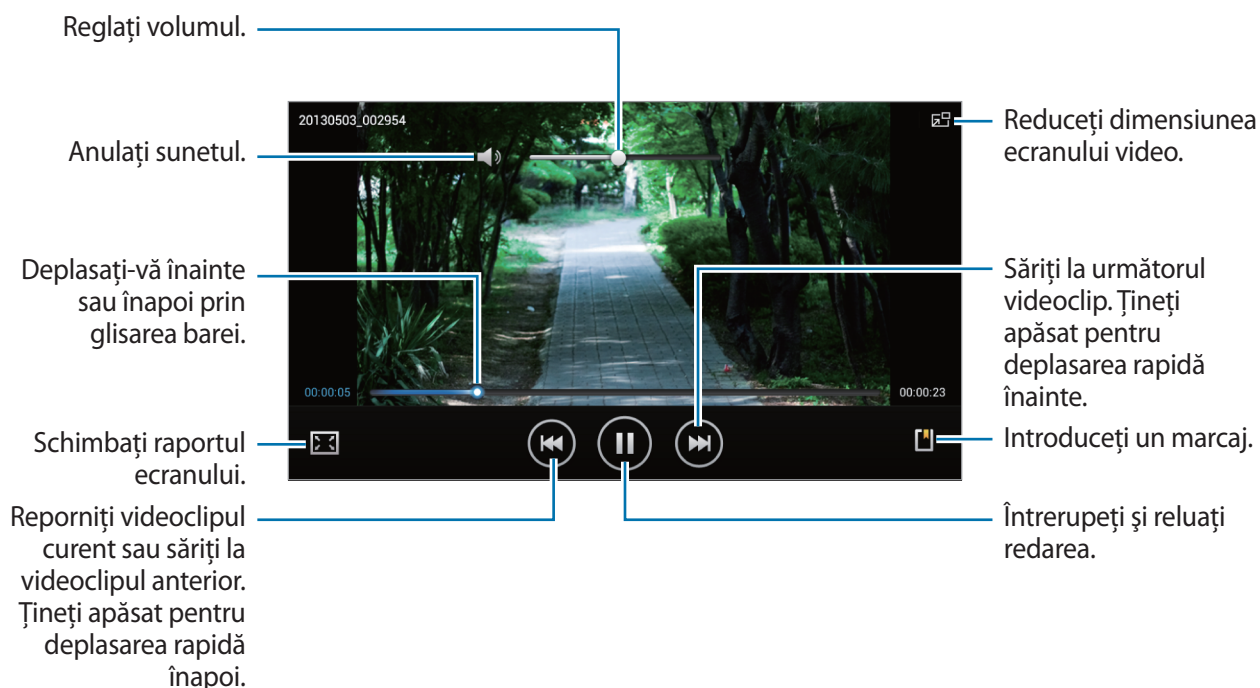 Reglați volumul.
20130503_002954
Anulați sunetul.
Reduceți dimensiunea
ecranului video.
Deplasați-vă înainte
sau înapoi prin
glisarea barei.
Săriți la următorul
videoclip. Țineți
apăsat pentru
deplasarea rapidă
înainte.
00:00:05
00:00:23
Schimbați raportul
ecranului.
Introduceți un marcaj.
Reporniți videoclipul
curent sau săriți la
videoclipul anterior.
Țineți apăsat pentru
deplasarea rapidă
înapoi.
Întrerupeți şi reluați
redarea.